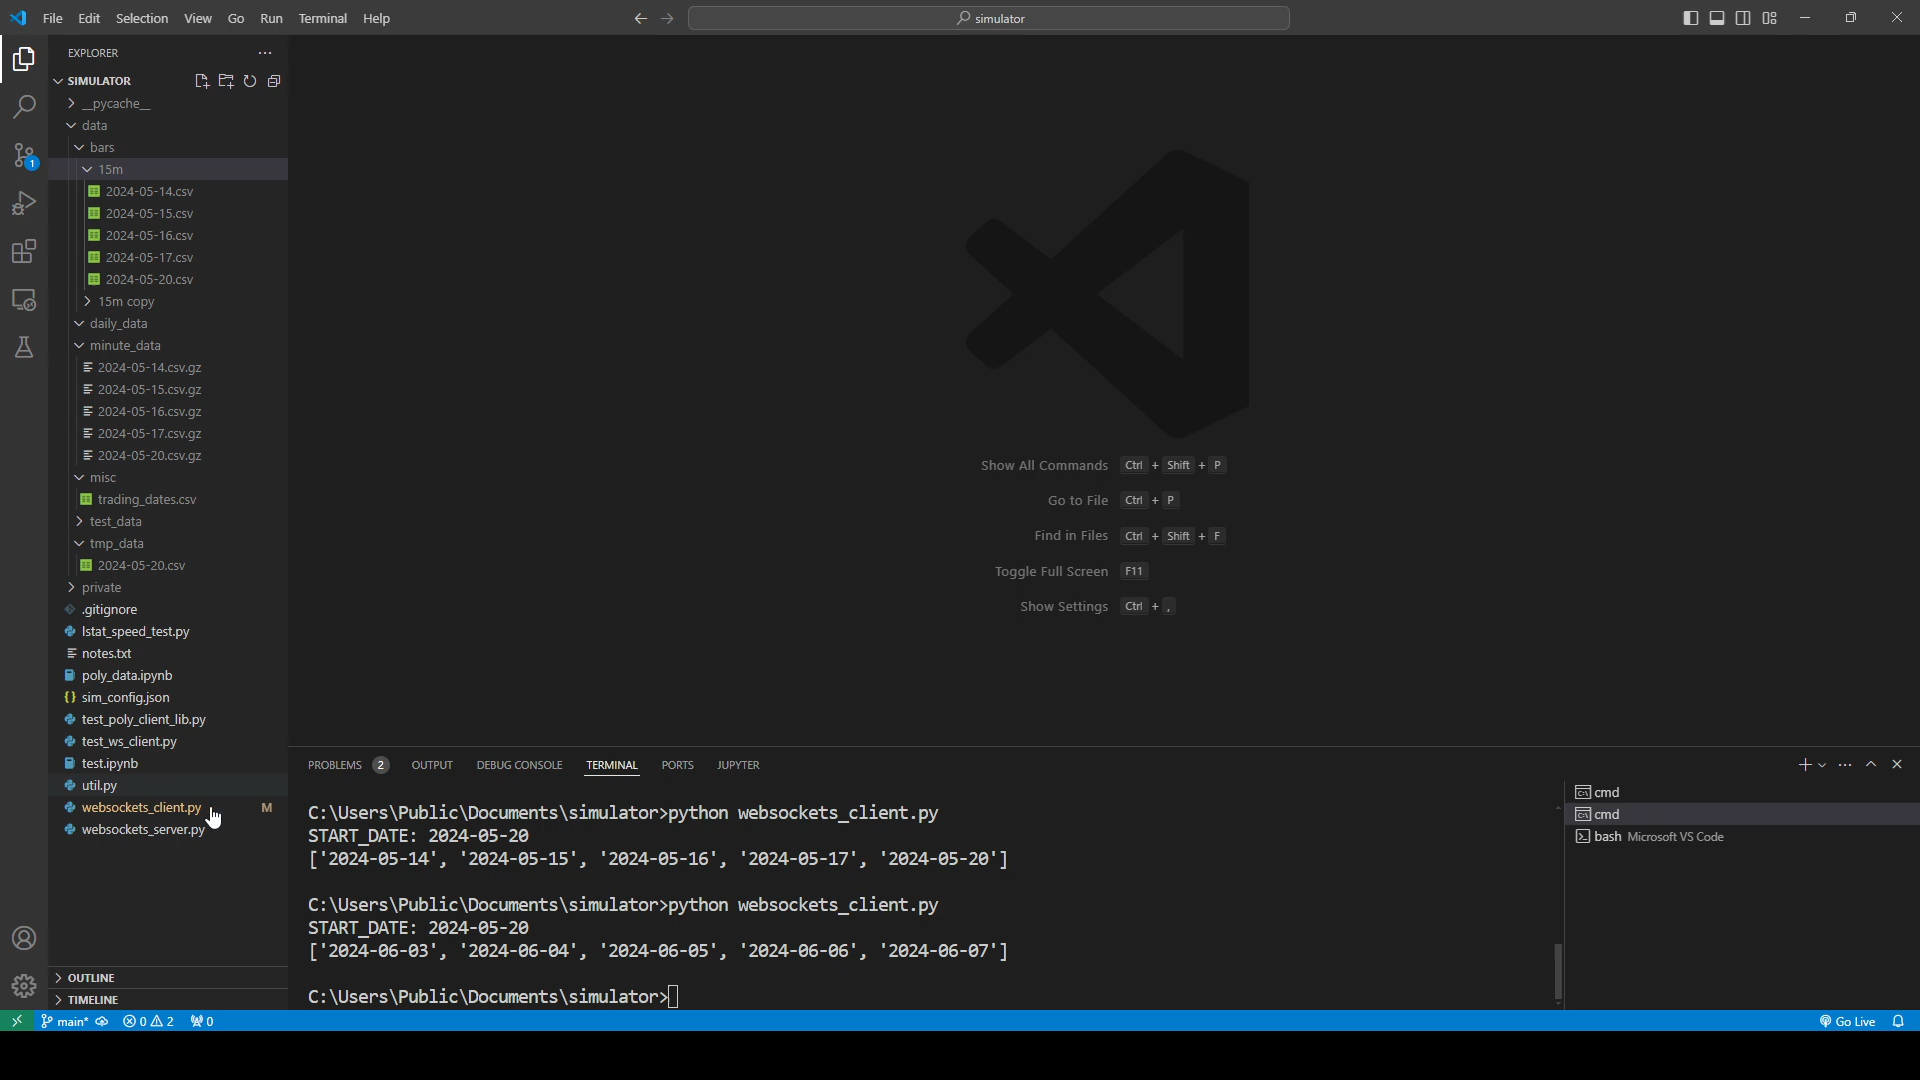 File Edit Selection View Go Run Terminal Help
simulator
EXPLORER
SIMULATOR
__pycache__
data
bars
15m
2024-05-14.csv
2024-05-15.csv
2024-05-16.csv
2024-05-17.csv
2024-05-20.csv
15m copy
daily_data
minute_data
2024-05-14.csv.gz
2024-05-15.csv.gz
2024-05-16.csv.gz
2024-05-17.csv.gz
2024-05-20.csv.gz
misc
trading_dates.csv
test_data
tmp_data
2024-05-20.csv
private
.gitignore
lstat_speed_test.py
notes.txt
poly_data.ipynb
sim_config.json
test_poly_client_lib.py
test_ws_client.py
test.ipynb
util.py
websockets_client.py M
websockets_server.py
OUTLINE
TIMELINE
1
Show All Commands Ctrl + Shift + P
Go to File Ctrl + P
Find in Files Ctrl + Shift + F
Toggle Full Screen F11
Show Settings Ctrl + ,
PROBLEMS 2 OUTPUT DEBUG CONSOLE TERMINAL PORTS JUPYTER
C:\Users\Public\Documents\simulator>python websockets_client.py
START_DATE: 2024-05-20
['2024-05-14', '2024-05-15', '2024-05-16', '2024-05-17', '2024-05-20']
C:\Users\Public\Documents\simulator>python websockets_client.py
START_DATE: 2024-05-20
['2024-06-03', '2024-06-04', '2024-06-05', '2024-06-06', '2024-06-07']
C:\Users\Public\Documents\simulator>
cmd
cmd
bash Microsoft VS Code
main* 0 2 0 Go Live